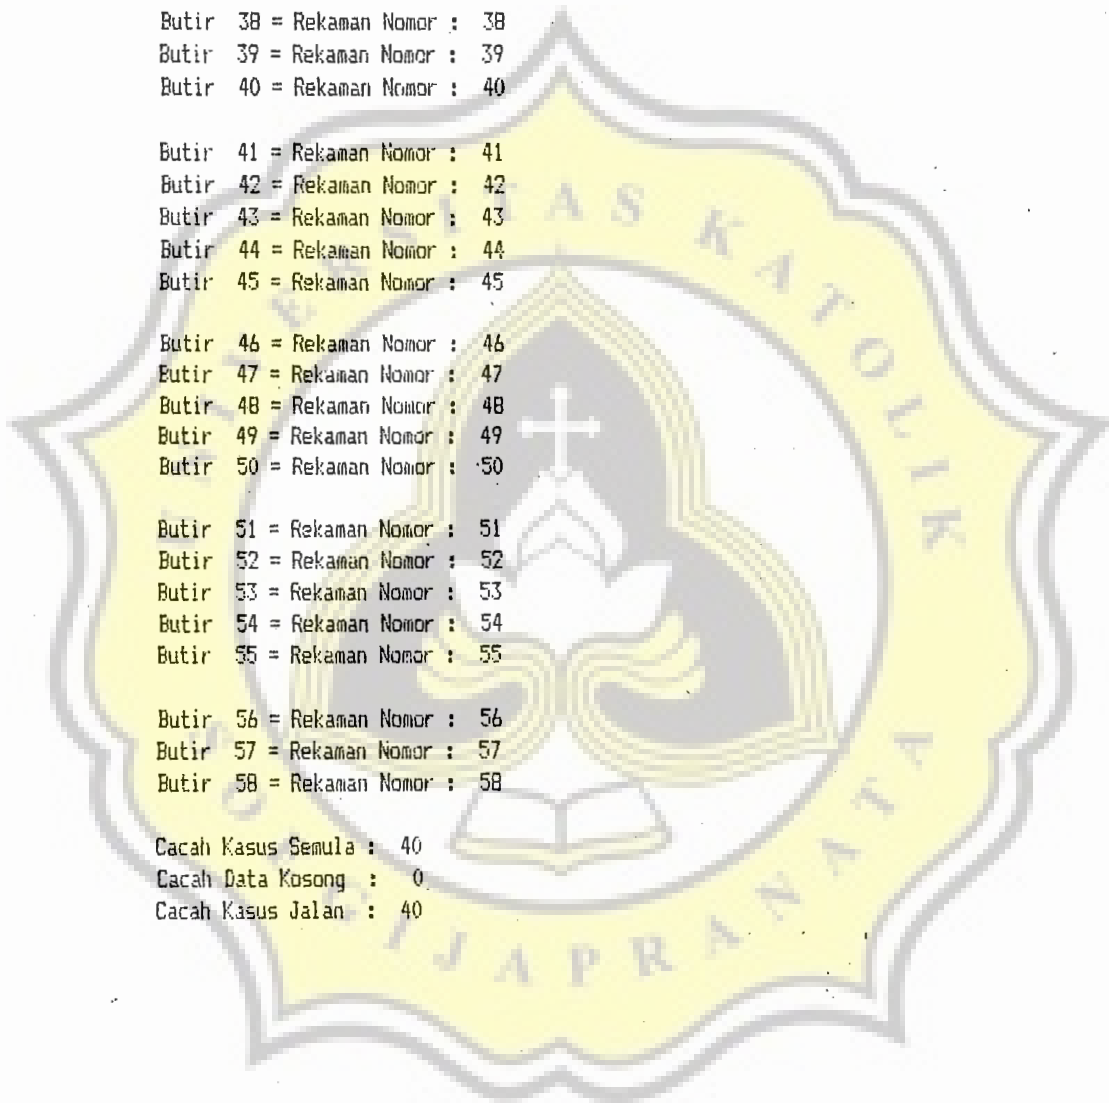 Butir 38 = Rekaman Nomor : 38
Butir 39 = Rekaman Nomor : 39
Butir 40 = Rekaman Nomor : 40
Butir 41 = Rekaman Nomor : 41
Butir 42 = Rekaman Nomor : 42
Butir 43 = Rekaman Nomor : 43
Butir 44 = Rekaman Nomor : 44
Butir 45 = Rekaman Nomor : 45
Butir 46 = Rekaman Nomor : 46
Butir 47 = Rekaman Nomor : 47
Butir 48 = Rekaman Nomor : 48
Butir 49 = Rekaman Nomor : 49
Butir 50 = Rekaman Nomor : 50
Butir 51 = Rekaman Nomor : 51
Butir 52 = Rekaman Nomor : 52
Butir 53 = Rekaman Nomor : 53
Butir 54 = Rekaman Nomor : 54
Butir 55 = Rekaman Nomor : 55
Butir 56 = Rekaman Nomor : 56
Butir 57 = Rekaman Nomor : 57
Butir 58 = Rekaman Nomor : 58
Cacah Kasus Semula : 40
Cacah Data Kosong : 0
Cacah Kasus Jalan : 40
UNIVERSITAS KATOLIK
SOEGIJAPRANATA